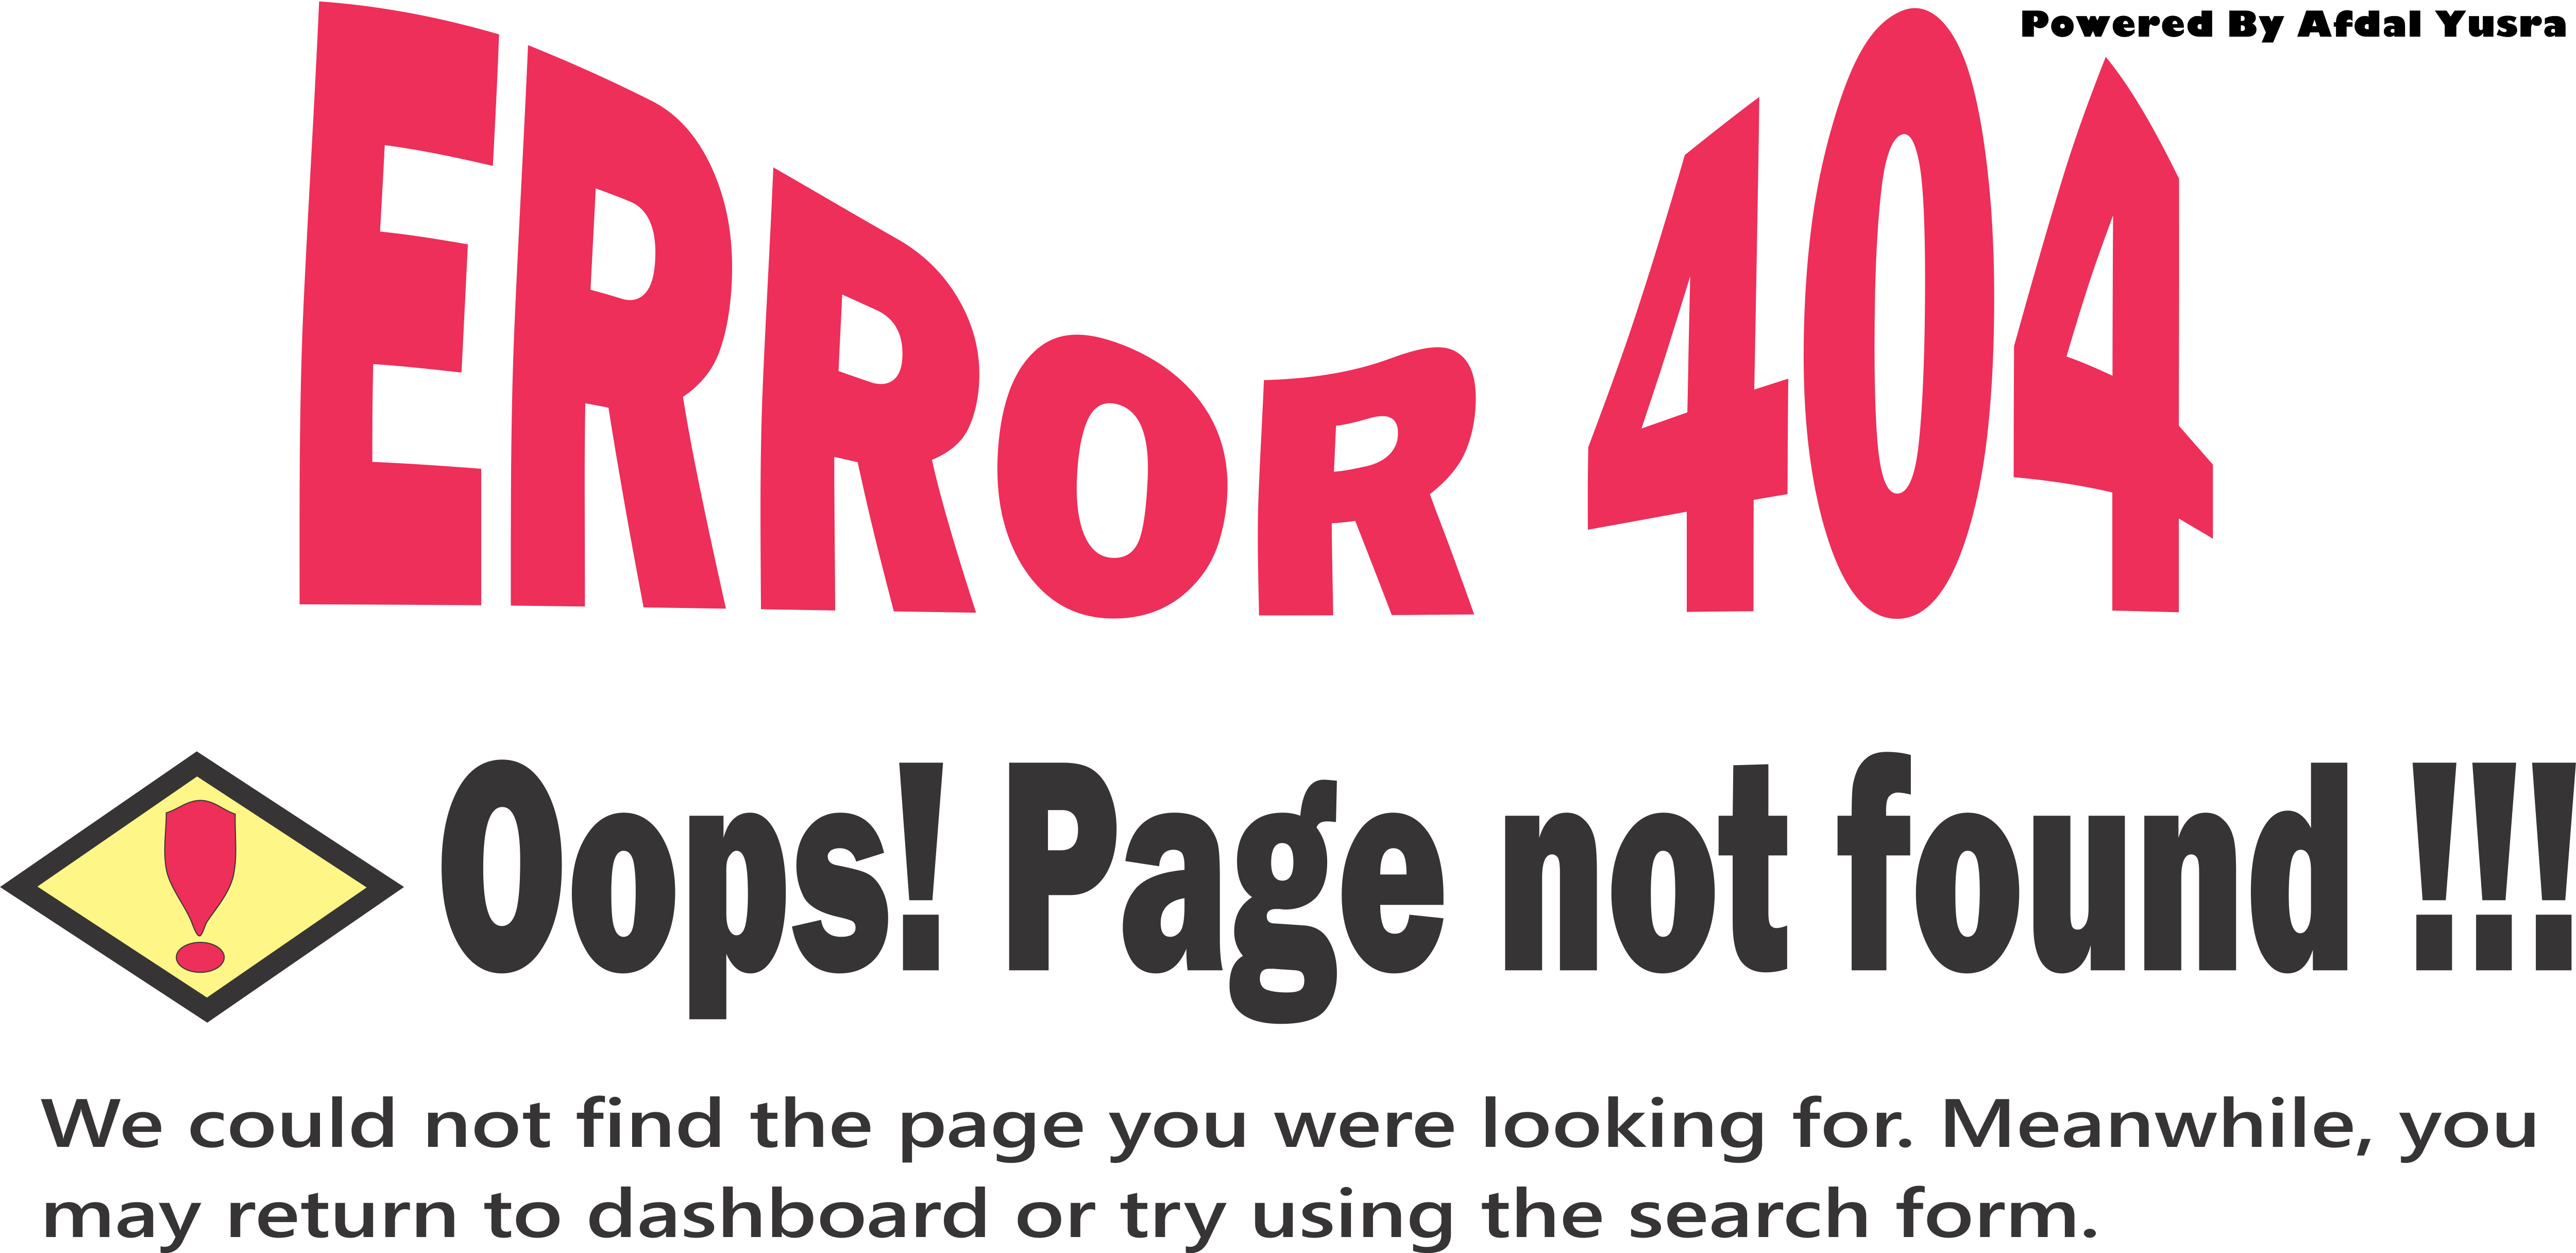 Powered By Afdal Yusra
ERRoR 404
Oops! Page not found !!!
We could not find the page you were looking for. Meanwhile, you
may return to dashboard or try using the search form.